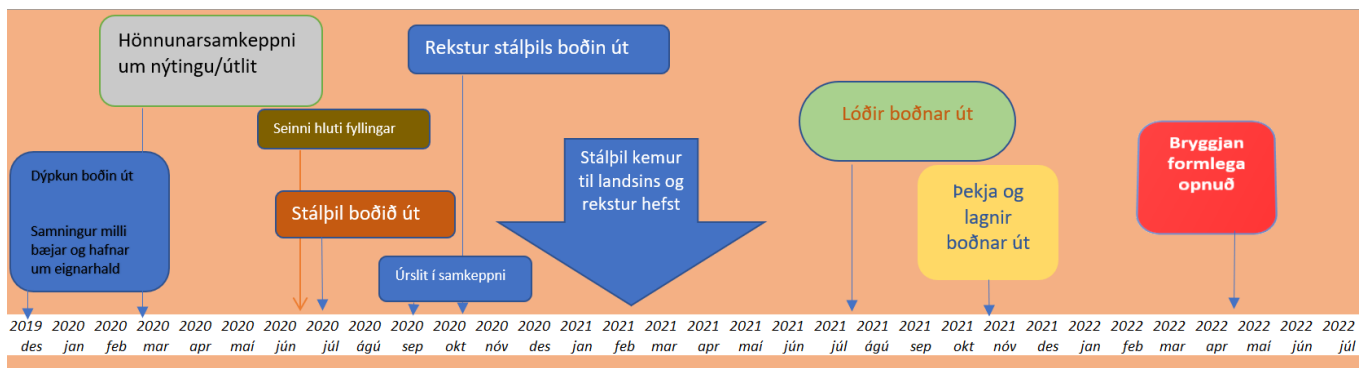 Hönnunarsamkeppni
um nýtingu/útlit
Rekstur stálþils boðin út
Seinni hluti fyllingar
Lóðir boðnar út
Bryggjan
formlega
opnuð
Dýpkun boðin út
Samningur milli
bæjar og hafnar
um eignarhald
Stálþil kemur
til landsins og
rekstur hefst
Stálþil boðið út
Þekja og
lagnir
boðnar út
Úrslit í samkeppni
2019 2020 2020 2020 2020 2020 2020 2020 2020 2020 2020 2020 2020 2021 2021 2021 2021 2021 2021 2021 2021 2021 2021 2021 2021 2022 2022 2022 2022 2022 2022 2022
des jan feb mar apr maí jún júl ágú sep okt nóv des jan feb mar apr maí jún júl ágú sep okt nóv des jan feb mar apr maí jún júl